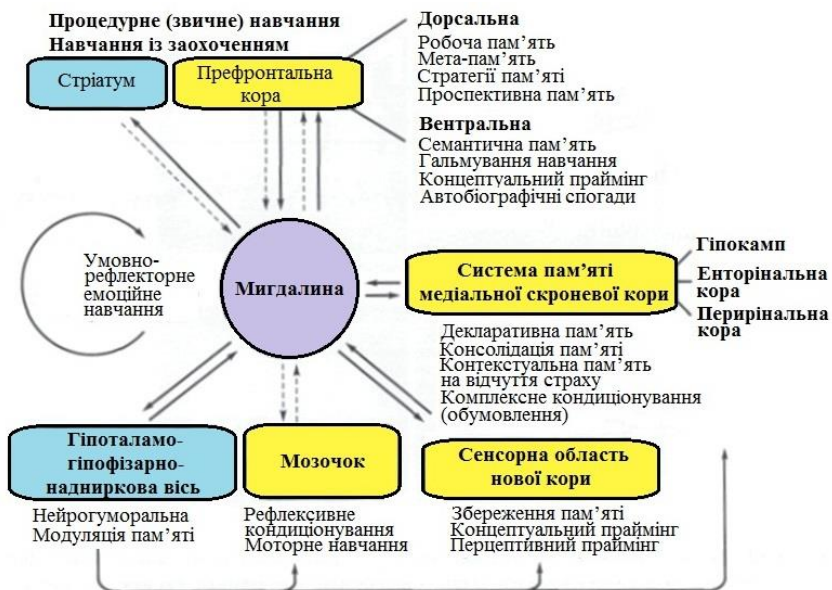 Процедурне (звичне) навчання
Навчання із заохоченням
Стріатум
Префронтальна
кора
Дорсальна
Робоча пам’ять
Мета-пам’ять
Стратегії пам’яті
Проспективна пам’ять
Вентральна
Семантична пам’ять
Гальмування навчання
Концептуальний праймінг
Автобіографічні спогади
Умовно-
рефлекторне
емоційне
навчання
Мигдалина
Система пам’яті
медіальної скроневої кори
Гіпокамп
Енторінальна
кора
Перирінальна
кора
Декларативна пам’ять
Консолідація пам’яті
Контекстуальна пам’ять
на відчуття страху
Комплексне кондиціонування
(обумовлення)
Гіпоталамо-
гіпофізарно-
надниркова вісь
Нейрогуморальна
Модуляція пам’яті
Мозочок
Рефлексивне
кондиціонування
Моторне навчання
Сенсорна область
нової кори
Збереження пам’яті
Концептуальний праймінг
Перцептивний праймінг